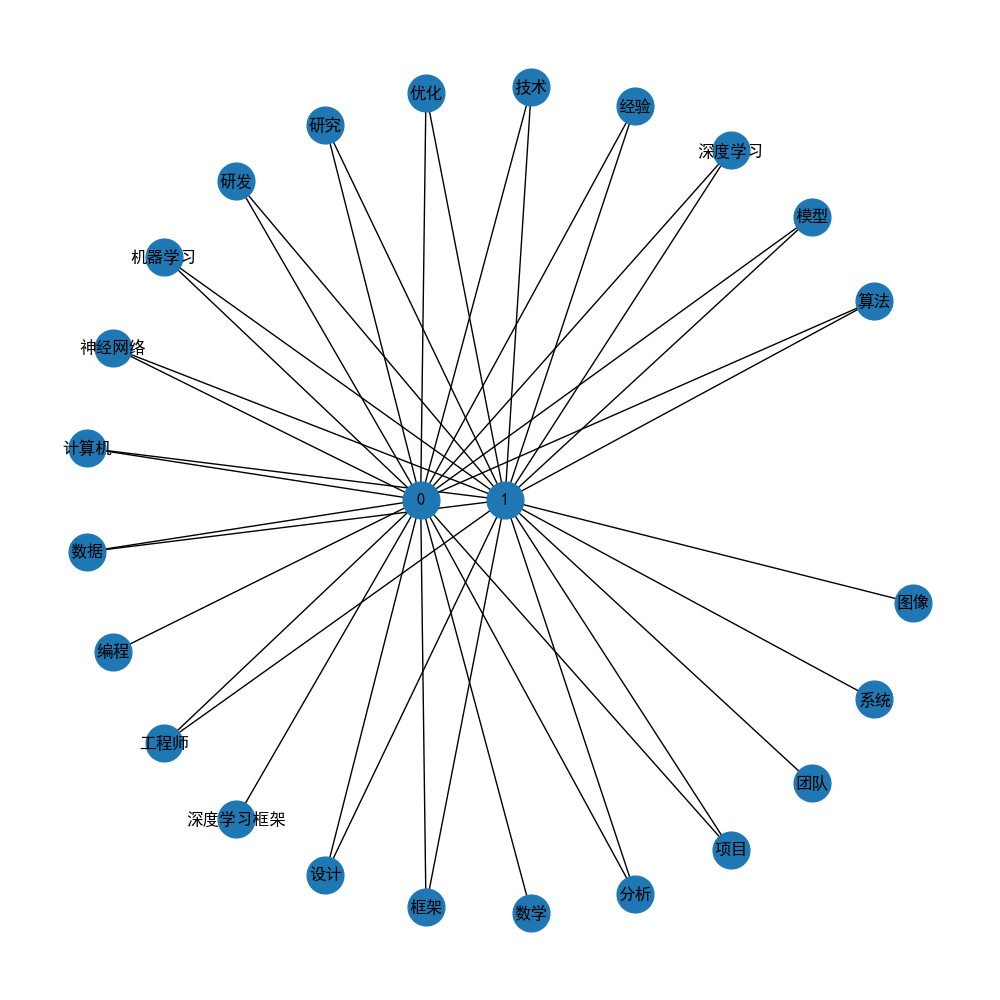 技术
优化
经验
研究
深度学习
研发
模型
机器学习
算法
神经网络
计算机
0
1
数据
图像
编程
系统
工程师
团队
深度学习框架
项目
设计
分析
框架
数学